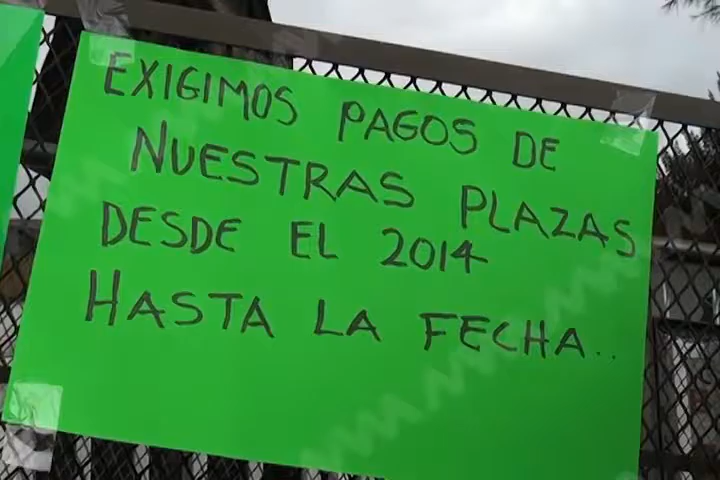 EXIGIMOS PAGOS DE
NUESTRAS PLAZAS
DESDE EL 2014
HASTA LA FECHA..